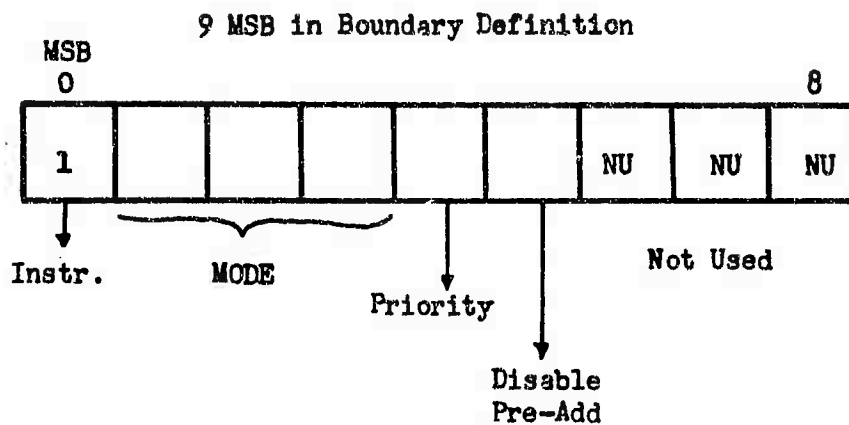 9 MSB in Boundary Definition
MSB
0 8
1 NU NU NU
Instr. MODE Not Used
Priority
Disable
Pre-Add